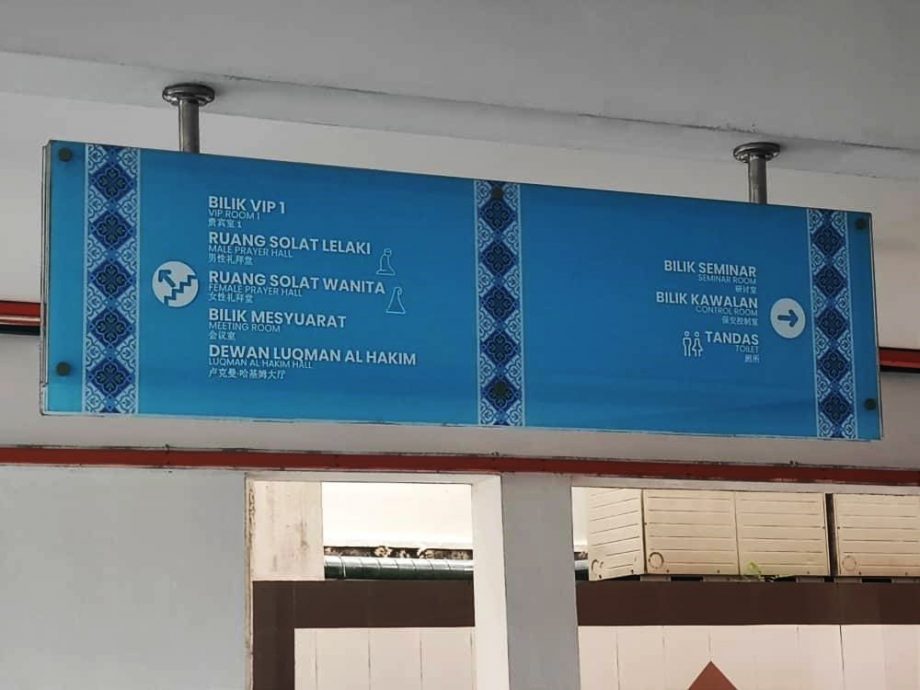 BILIK VIP 1
VIP ROOM 1
贵宾室 1
RUANG SOLAT LELAKI
MALE PRAYER HALL
男性礼拜堂
RUANG SOLAT WANITA
FEMALE PRAYER HALL
女性礼拜堂
BILIK MESYUARAT
MEETING ROOM
会议室
DEWAN LUQMAN AL HAKIM
LUQMAN AL HAKIM HALL
卢克曼·哈基姆大厅
BILIK SEMINAR
SEMINAR ROOM
研讨室
BILIK KAWALAN
CONTROL ROOM
保安控制室
TANDAS
TOILET
厕所